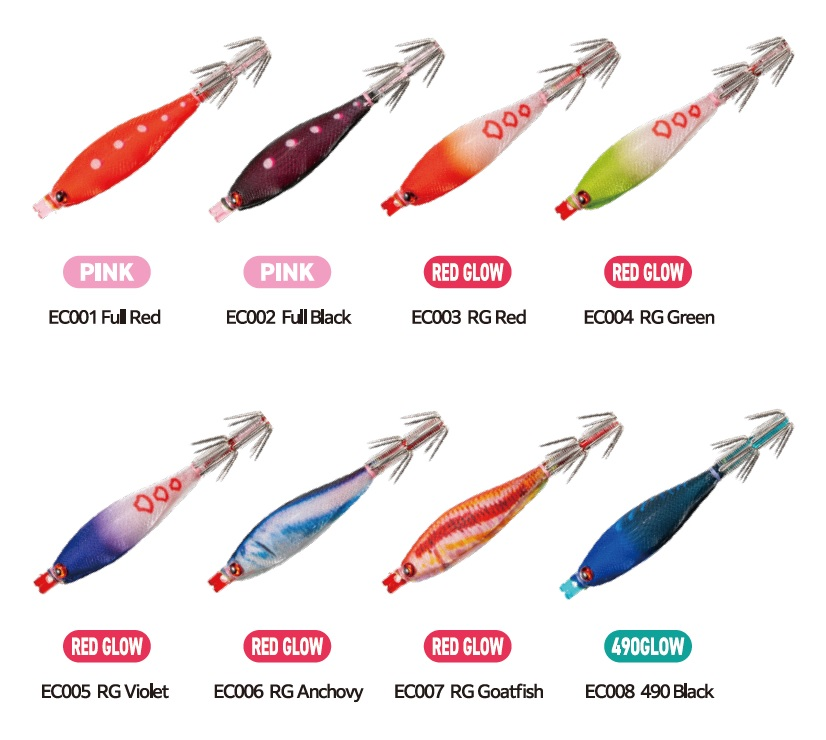 PINK PINK RED GLOW RED GLOW
EC001 Full Red EC002 Full Black EC003 RG Red EC004 RG Green
RED GLOW RED GLOW RED GLOW 490GLOW
EC005 RG Violet EC006 RG Anchovy EC007 RG Goatfish EC008 490 Black